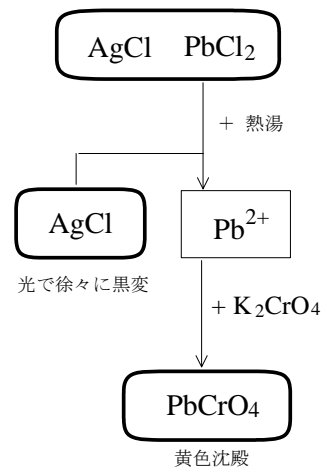 AgCl PbCl₂
+ 熱湯
AgCl
Pb²⁺
光で徐々に黒変
+ K₂CrO₄
PbCrO₄
黄色沈殿